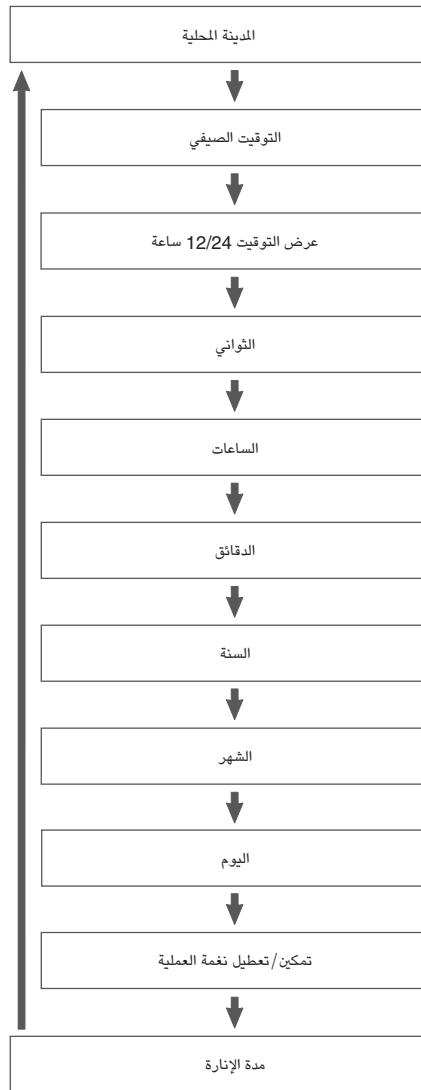 المدينة المحلية
التوقيت الصيفي
عرض التوقيت 12/24 ساعة
الثواني
الساعات
الدقائق
السنة
الشهر
اليوم
تمكين/تعطيل نغمة العملية
مدة الإنارة